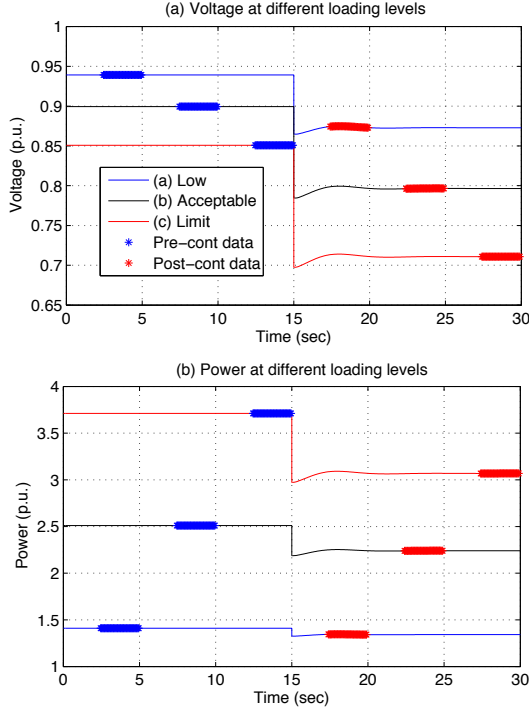 (a) Voltage at different loading levels
1
0.95
0.9
0.85
0.8
0.75
0.7
0.65
Voltage (p.u.)
(a) Low
(b) Acceptable
(c) Limit
Pre-cont data
Post-cont data
0 5 10 15 20 25 30
Time (sec)
(b) Power at different loading levels
4
3.5
3
2.5
2
1.5
1
Power (p.u.)
0 5 10 15 20 25 30
Time (sec)